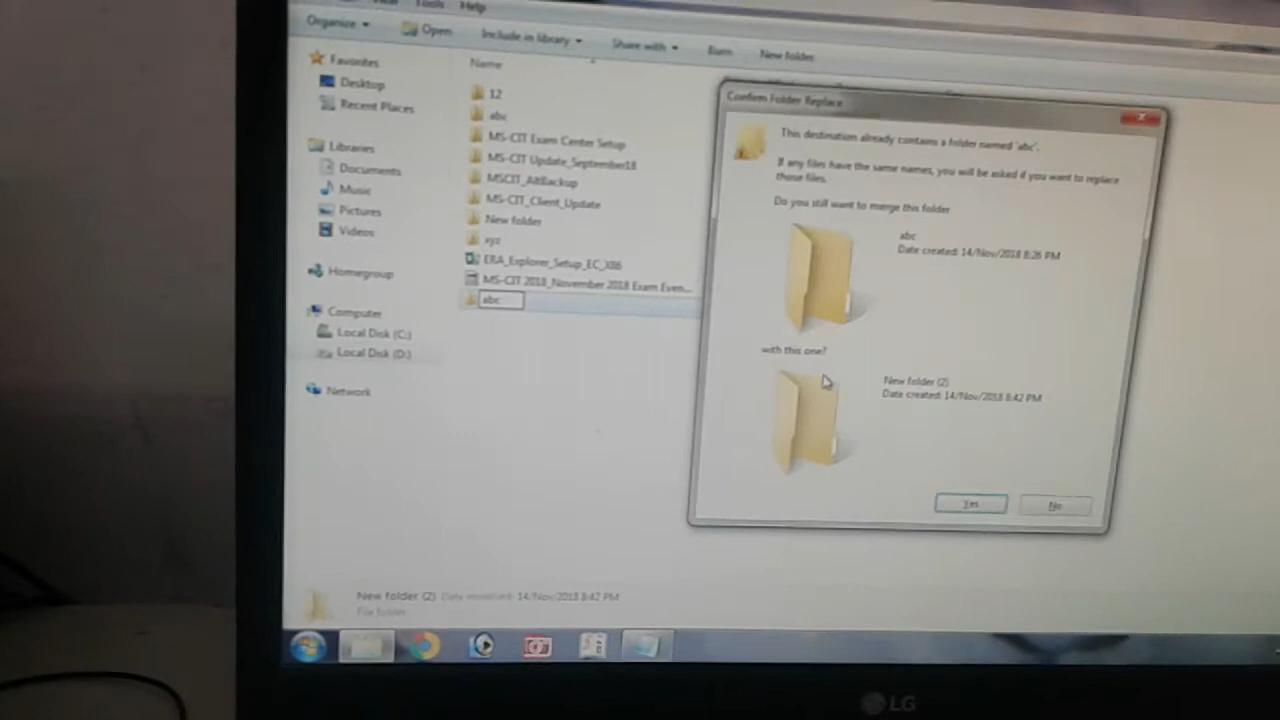 Tools Help
Organize Open Include in library Share with Burn New folder
Favorites
Desktop
Recent Places
Libraries
Documents
Music
Pictures
Videos
Homegroup
Computer
Local Disk (C:)
Local Disk (D:)
Network
Name
12
abc
MS-CIT Exam Center Setup
MS-CIT Update_September18
MSCIT_AltBackup
MS-CIT_Client_Update
New folder
xyz
ERA_Explorer_Setup_EC_X86
MS-CIT 2018_November 2018 Exam Even...
abc
Confirm Folder Replace
This destination already contains a folder named 'abc'.
If any files have the same names, you will be asked if you want to replace
those files.
Do you still want to merge this folder
abc
Date created: 14/Nov/2018 8:26 PM
with this one?
New folder (2)
Date created: 14/Nov/2018 8:42 PM
Yes No
New folder (2) Date modified: 14/Nov/2018 8:42 PM
File folder
LG